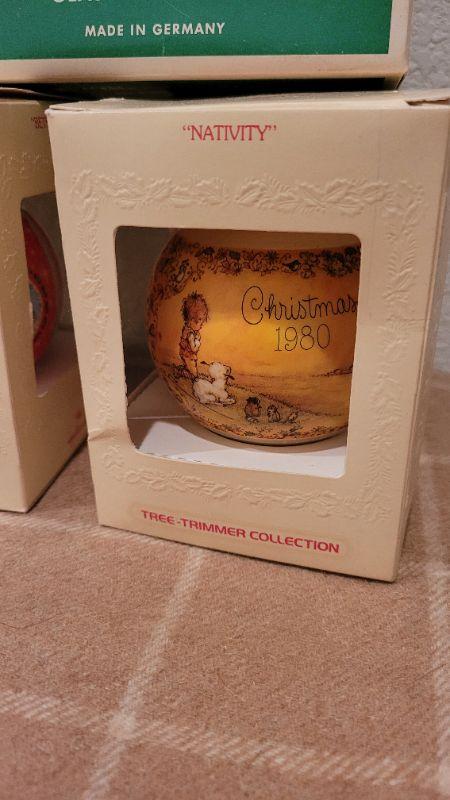 MADE IN GERMANY
"NATIVITY"
Christmas
1980
TREE-TRIMMER COLLECTION